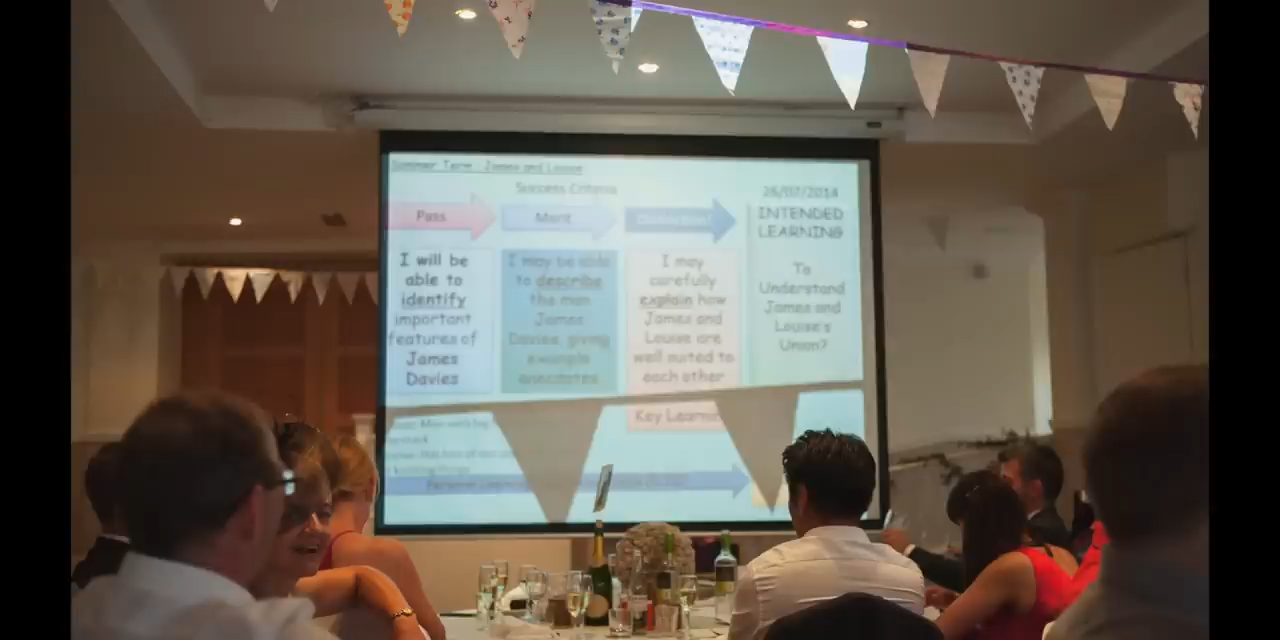 Summer Term: James and Louise
Success Criteria
26/07/2014
Pass
Merit
Distinction?
INTENDED
LEARNING
I will be
able to
identify
important
features of
James
Davies
I may be able
to describe
the man
James
Davies, giving
example
anecdotes
I may
carefully
explain how
James and
Louise are
well suited to
each other
To
Understand
James and
Louise's
Union?
Key Learning